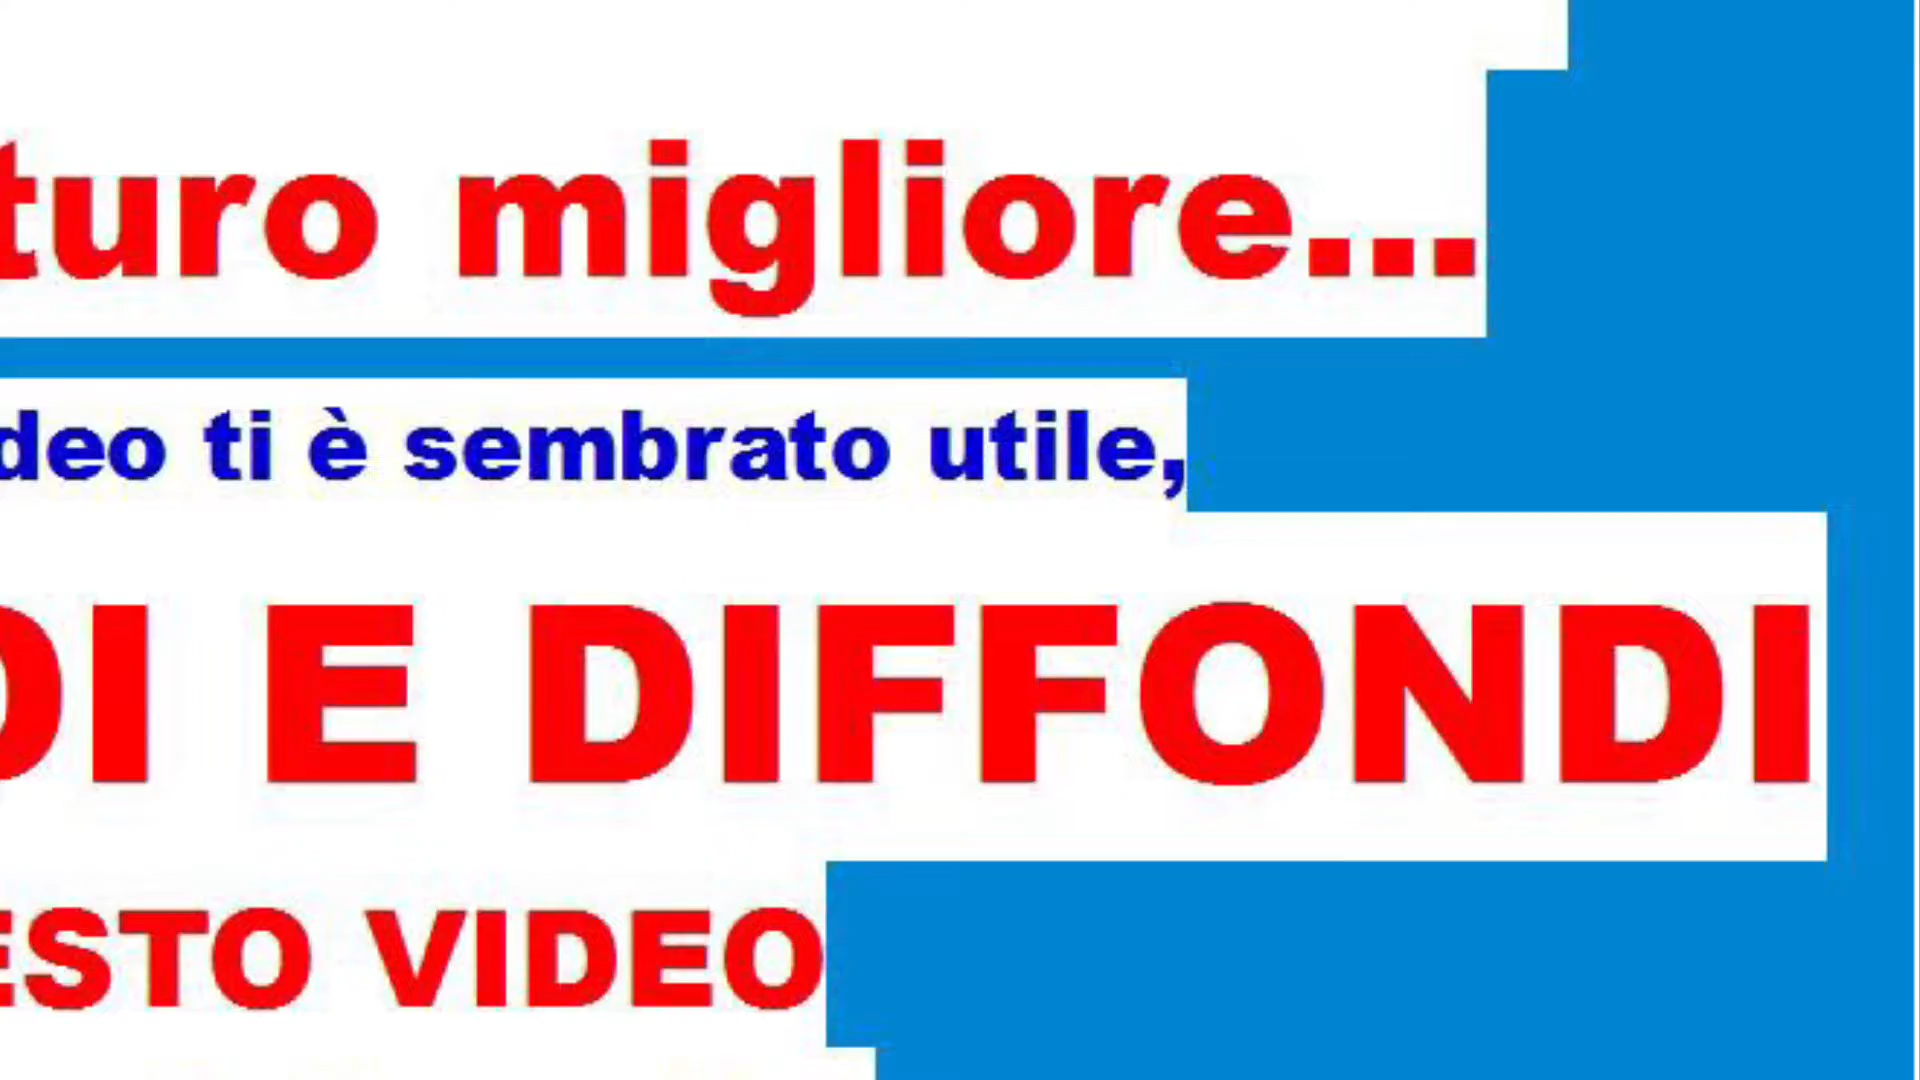 turo migliore...
deo ti è sembrato utile,
DI E DIFFONDI
ESTO VIDEO